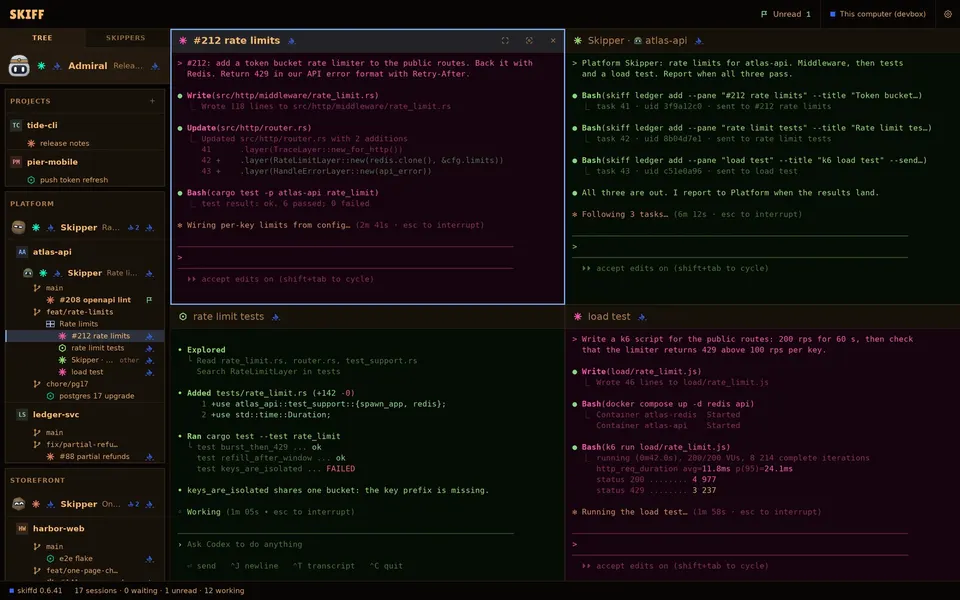 SKIFF
Unread 1
This computer (devbox)
TREE
SKIPPERS
Admiral Relea…
PROJECTS +
TC tide-cli
release notes
PM pier-mobile
push token refresh
PLATFORM
Skipper Ra… 2
AA atlas-api
Skipper Rate li…
main
#208 openapi lint
feat/rate-limits
Rate limits
#212 rate limits
rate limit tests
Skipper · … other
load test
chore/pg17
postgres 17 upgrade
LS ledger-svc
main
fix/partial-refu…
#88 partial refunds
STOREFRONT
Skipper On… 2
HW harbor-web
main
e2e flake
feat/one-page-ch…
#212 rate limits
> #212: add a token bucket rate limiter to the public routes. Back it with
Redis. Return 429 in our API error format with Retry-After.
● Write(src/http/middleware/rate_limit.rs)
Wrote 118 lines to src/http/middleware/rate_limit.rs
● Update(src/http/router.rs)
Updated src/http/router.rs with 2 additions
41 .layer(TraceLayer::new_for_http())
42 + .layer(RateLimitLayer::new(redis.clone(), &cfg.limits))
43 + .layer(HandleErrorLayer::new(api_error))
● Bash(cargo test -p atlas-api rate_limit)
test result: ok. 6 passed; 0 failed
✻ Wiring per-key limits from config… (2m 41s · esc to interrupt)
>
accept edits on (shift+tab to cycle)
Skipper · atlas-api
> Platform Skipper: rate limits for atlas-api. Middleware, then tests
and a load test. Report when all three pass.
● Bash(skiff ledger add --pane "#212 rate limits" --title "Token bucket…)
task 41 · uid 3f9a12c0 · sent to #212 rate limits
● Bash(skiff ledger add --pane "rate limit tests" --title "Rate limit tes…)
task 42 · uid 8b04d7e1 · sent to rate limit tests
● Bash(skiff ledger add --pane "load test" --title "k6 load test" --send…)
task 43 · uid c51e0a96 · sent to load test
● All three are out. I report to Platform when the results land.
✻ Following 3 tasks… (6m 12s · esc to interrupt)
>
accept edits on (shift+tab to cycle)
rate limit tests
• Explored
└ Read rate_limit.rs, router.rs, test_support.rs
Search RateLimitLayer in tests
• Added tests/rate_limit.rs (+142 -0)
1 +use atlas_api::test_support::{spawn_app, redis};
2 +use std::time::Duration;
• Ran cargo test --test rate_limit
└ test burst_then_429 ... ok
test refill_after_window ... ok
test keys_are_isolated ... FAILED
• keys_are_isolated shares one bucket: the key prefix is missing.
◦ Working (1m 05s • esc to interrupt)
› Ask Codex to do anything
⏎ send ^J newline ^T transcript ^C quit
load test
> Write a k6 script for the public routes: 200 rps for 60 s, then check
that the limiter returns 429 above 100 rps per key.
● Write(load/rate_limit.js)
Wrote 46 lines to load/rate_limit.js
● Bash(docker compose up -d redis api)
Container atlas-redis Started
Container atlas-api Started
● Bash(k6 run load/rate_limit.js)
running (0m42.0s), 200/200 VUs, 8 214 complete iterations
http_req_duration avg=11.8ms p(95)=24.1ms
status 200 ........ 4 977
status 429 ........ 3 237
✻ Running the load test… (1m 58s · esc to interrupt)
>
accept edits on (shift+tab to cycle)
skiffd 0.6.41 17 sessions · 0 waiting · 1 unread · 12 working